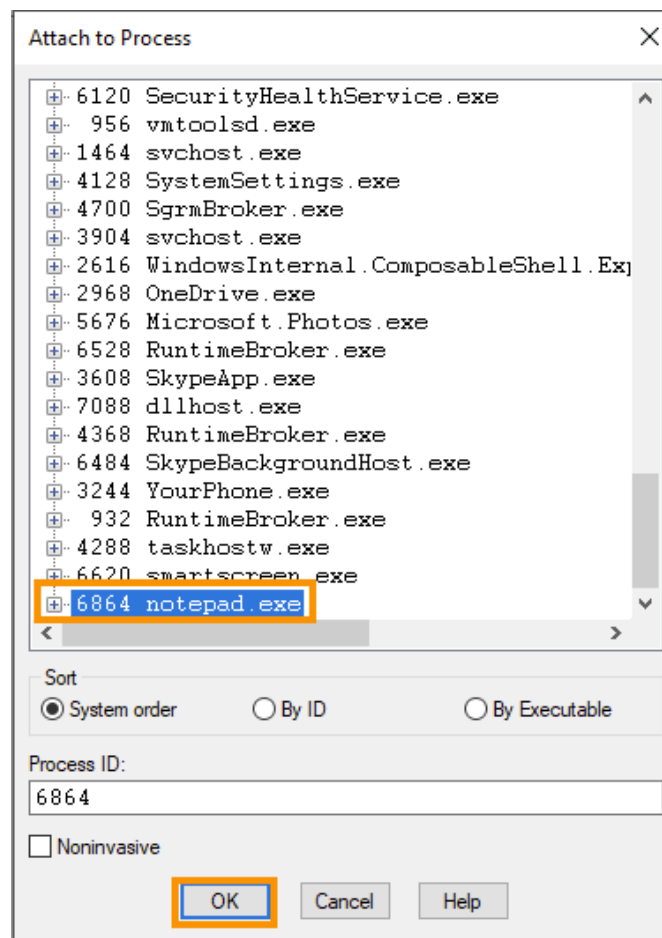 Attach to Process
6120 SecurityHealthService.exe
956 vmtoolsd.exe
1464 svchost.exe
4128 SystemSettings.exe
4700 SgrmBroker.exe
3904 svchost.exe
2616 WindowsInternal.ComposableShell.Exp
2968 OneDrive.exe
5676 Microsoft.Photos.exe
6528 RuntimeBroker.exe
3608 SkypeApp.exe
7088 dllhost.exe
4368 RuntimeBroker.exe
6484 SkypeBackgroundHost.exe
3244 YourPhone.exe
932 RuntimeBroker.exe
4288 taskhostw.exe
6620 smartscreen.exe
6864 notepad.exe
Sort
System order By ID By Executable
Process ID:
6864
Noninvasive
OK Cancel Help